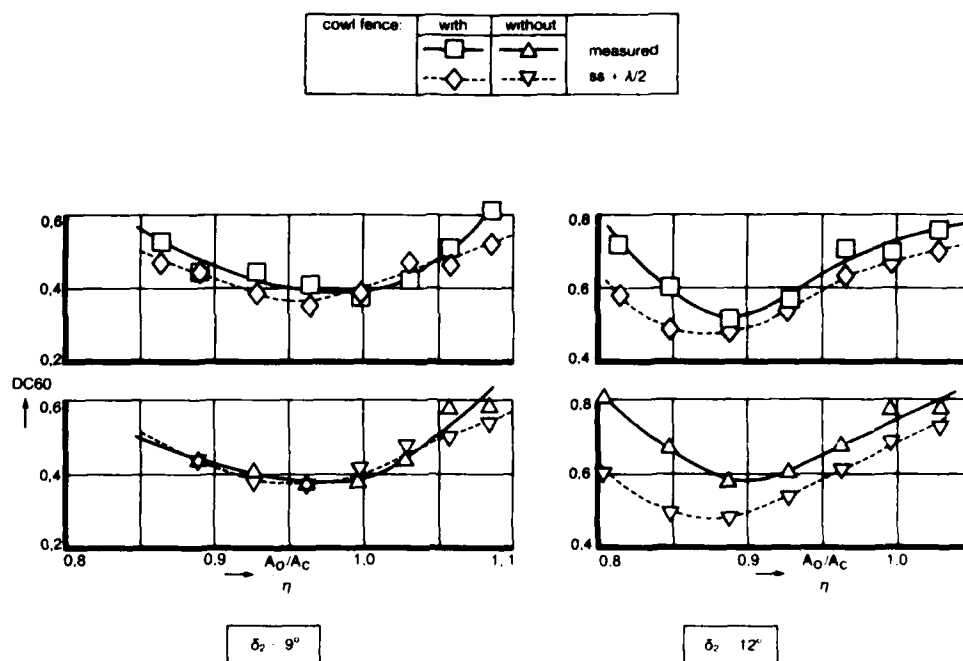 cowl fence: with without
measured
ss + λ/2
0,6
0,4
0,2
0.8
0.6
0.4
DC60
0,6
0,4
0,2
0.8
0.6
0.4
0.8 0.9 A₀/Ac 1.0 1,1
η
0.8 0.9 A₀/Ac 1.0
η
δ₂ - 9°
δ₂ 12°